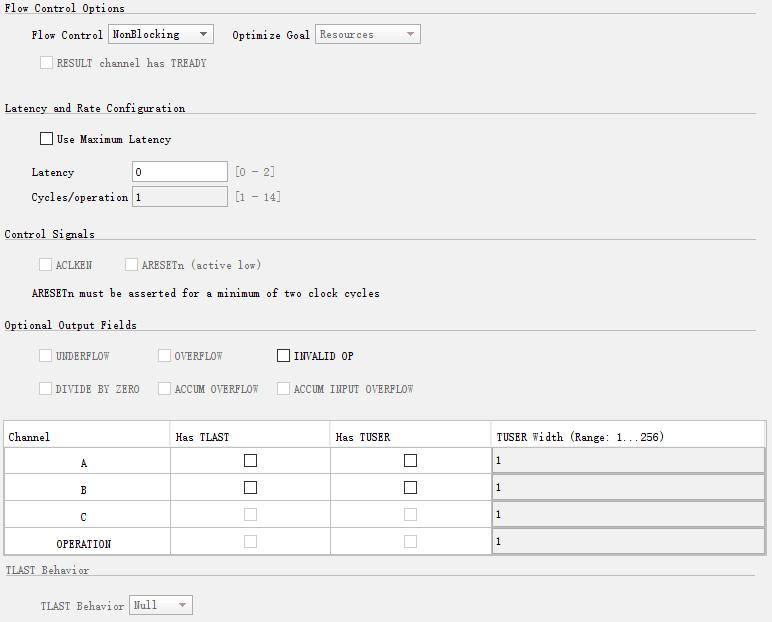 Flow Control Options
Flow Control NonBlocking Optimize Goal Resources
RESULT channel has TREADY
Latency and Rate Configuration
Use Maximum Latency
Latency 0 [0 - 2]
Cycles/operation 1 [1 - 14]
Control Signals
ACLKEN ARESETn (active low)
ARESETn must be asserted for a minimum of two clock cycles
Optional Output Fields
UNDERFLOW OVERFLOW INVALID OP
DIVIDE BY ZERO ACCUM OVERFLOW ACCUM INPUT OVERFLOW
Channel Has TLAST Has TUSER TUSER Width (Range: 1...256)
A 1
B 1
C 1
OPERATION 1
TLAST Behavior
TLAST Behavior Null